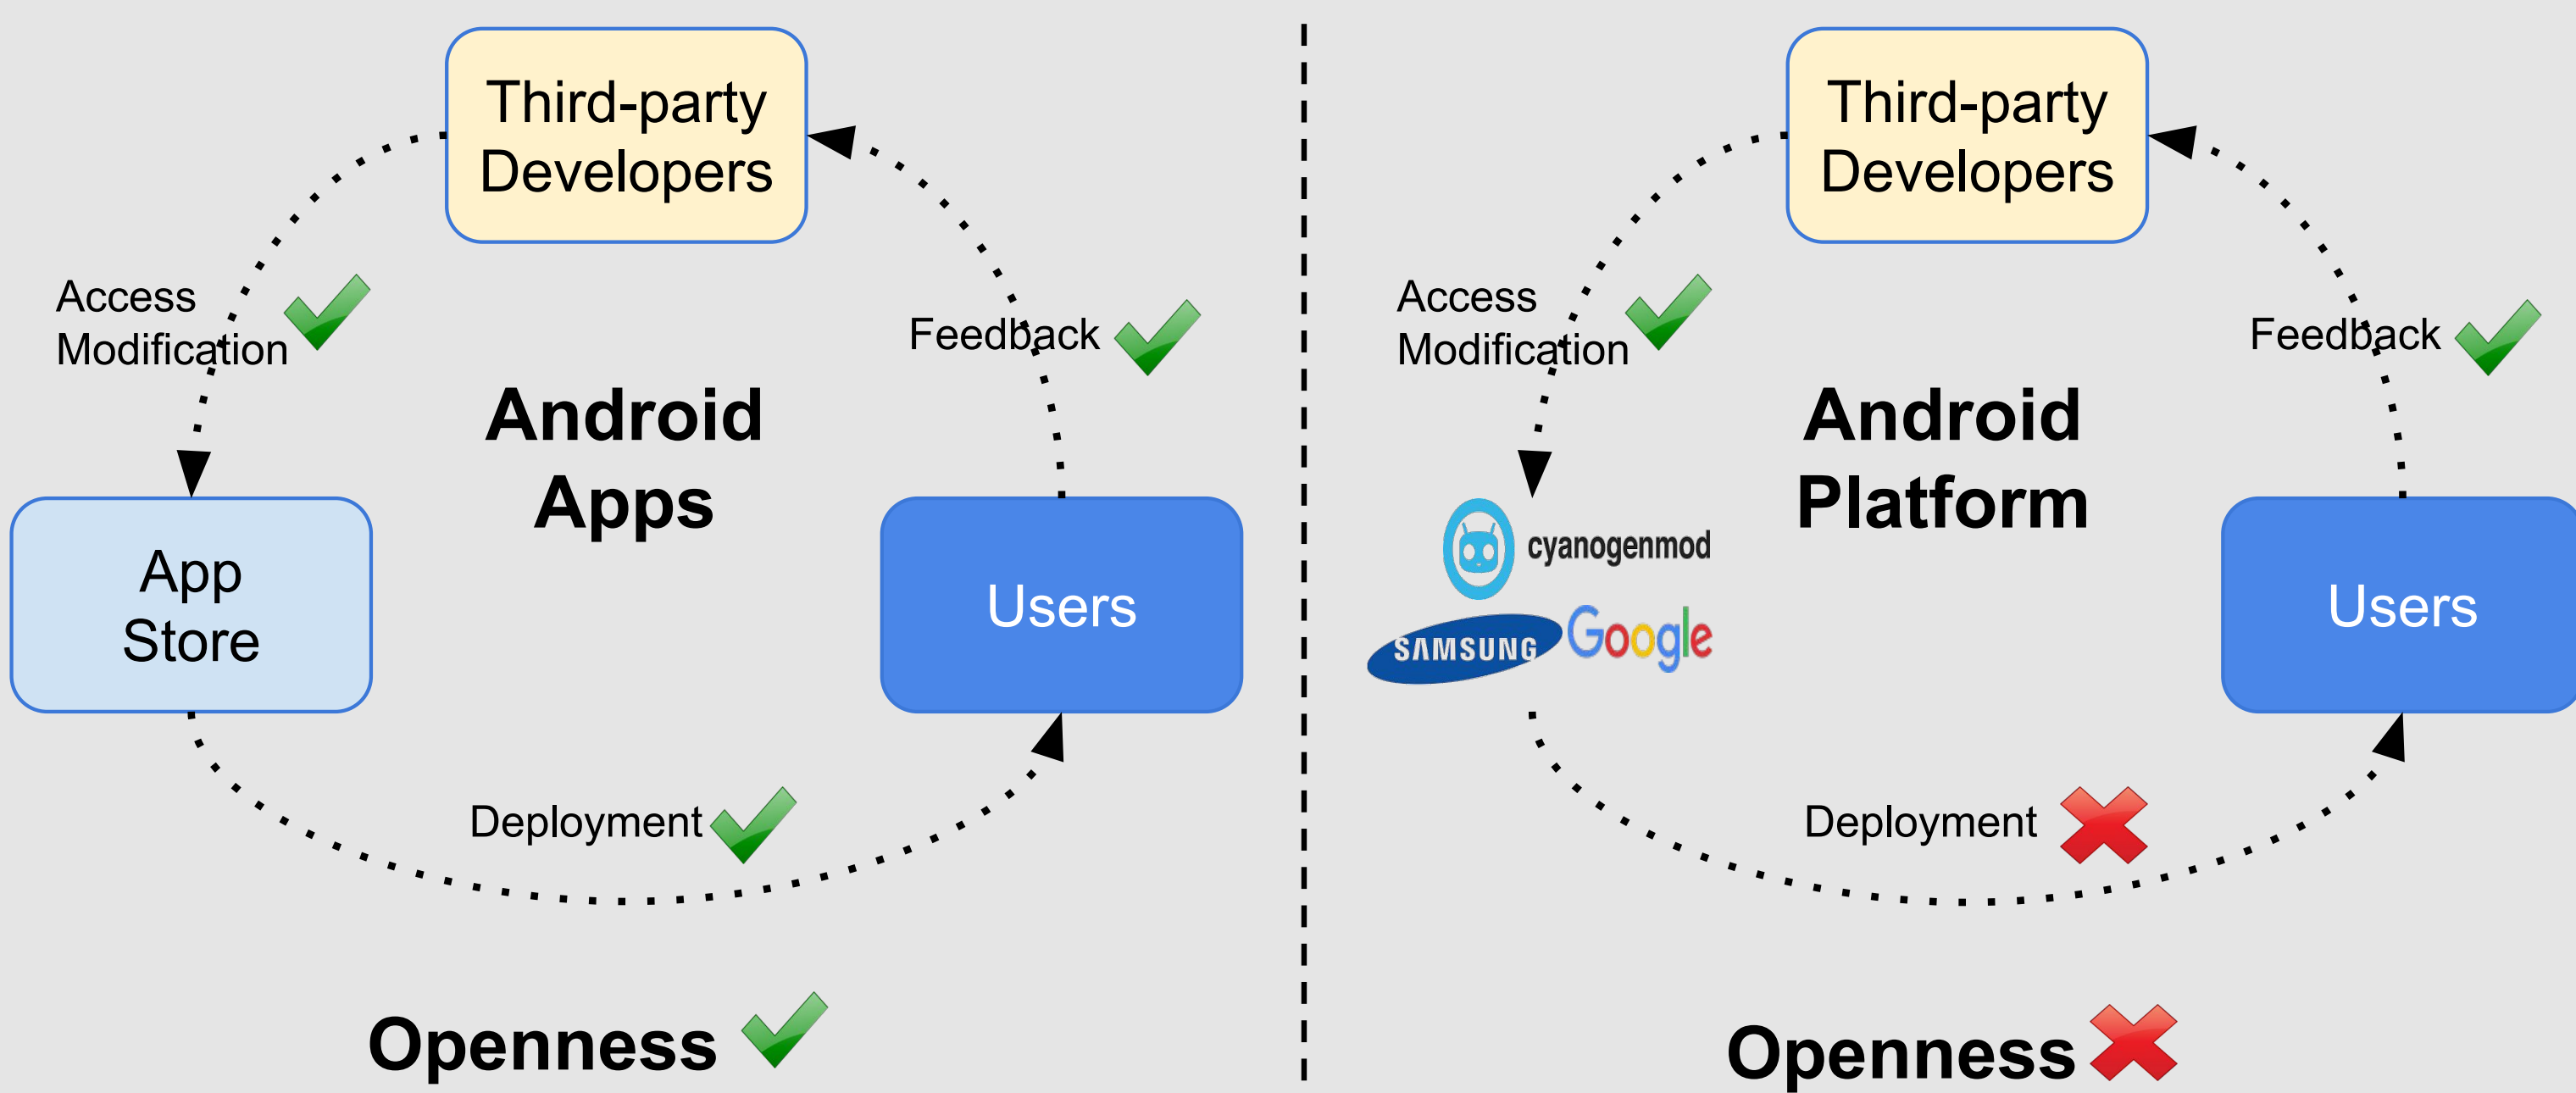 Third-party
Developers
Access
Modification
Feedback
Android
Apps
App
Store
Users
Deployment
Openness
Third-party
Developers
Access
Modification
Feedback
Android
Platform
cyanogenmod
SAMSUNG
Google
Users
Deployment
Openness